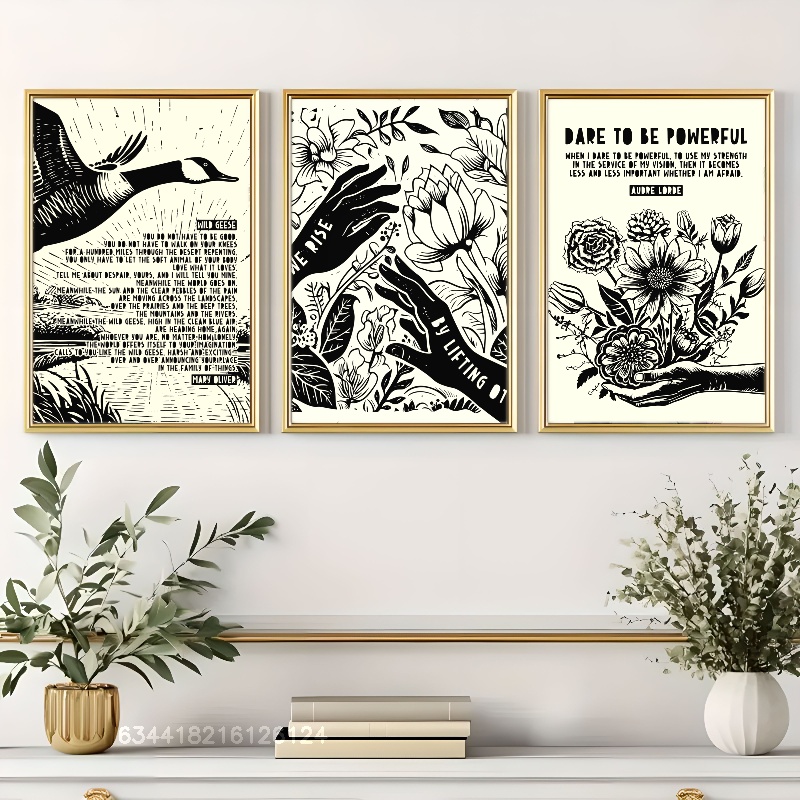 WILD GEESE
YOU DO NOT HAVE TO BE GOOD.
YOU DO NOT HAVE TO WALK ON YOUR KNEES
FOR A HUNDRED MILES THROUGH THE DESERT REPENTING.
YOU ONLY HAVE TO LET THE SOFT ANIMAL OF YOUR BODY
LOVE WHAT IT LOVES.
TELL ME ABOUT DESPAIR, YOURS, AND I WILL TELL YOU MINE.
MEANWHILE THE WORLD GOES ON.
MEANWHILE THE SUN AND THE CLEAR PEBBLES OF THE RAIN
ARE MOVING ACROSS THE LANDSCAPES,
OVER THE PRAIRIES AND THE DEEP TREES,
THE MOUNTAINS AND THE RIVERS.
MEANWHILE THE WILD GEESE, HIGH IN THE CLEAN BLUE AIR,
ARE HEADING HOME AGAIN.
WHOEVER YOU ARE, NO MATTER HOW LONELY
THE WORLD OFFERS ITSELF TO YOUR IMAGINATION
CALLS TO YOU LIKE THE WILD GEESE, HARSH AND EXCITING
OVER AND OVER ANNOUNCING YOUR PLACE
IN THE FAMILY OF THINGS
MARY OLIVER
WE RISE
BY LIFTING OT
DARE TO BE POWERFUL
WHEN I DARE TO BE POWERFUL, TO USE MY STRENGTH
IN THE SERVICE OF MY VISION, THEN IT BECOMES
LESS AND LESS IMPORTANT WHETHER I AM AFRAID.
AUDRE LORDE